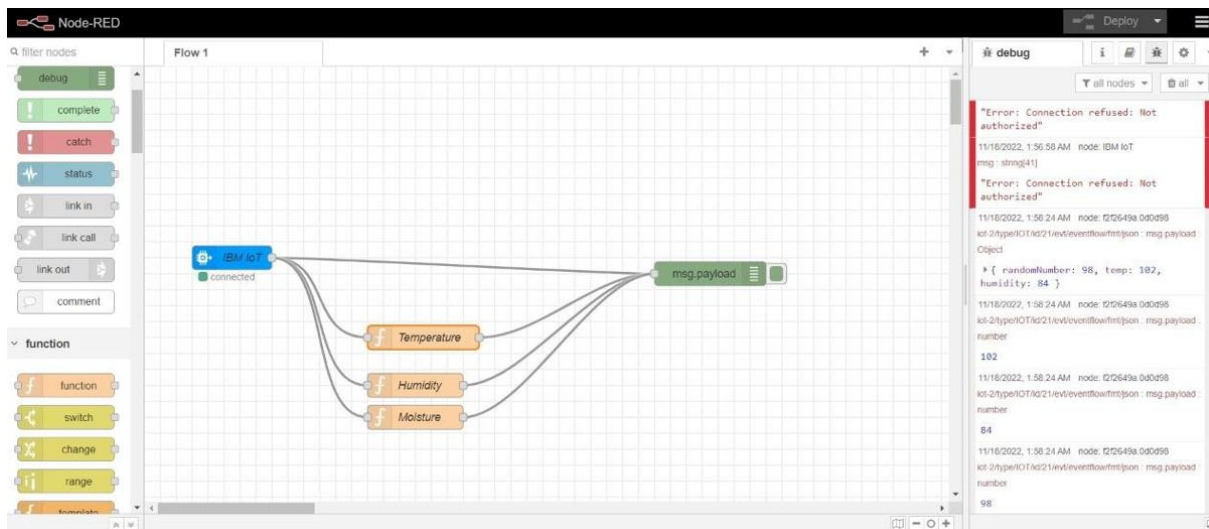 Node-RED
Deploy
filter nodes
debug
complete
catch
status
link in
link call
link out
comment
function
function
switch
change
range
template
Flow 1
IBM IoT
connected
Temperature
Humidity
Moisture
msg.payload
debug
all nodes
all
"Error: Connection refused: Not
authorized"
11/18/2022, 1:56:58 AM node: IBM IoT
msg : string[41]
"Error: Connection refused: Not
authorized"
11/18/2022, 1:58:24 AM node: f2f2649a.0d0d98
iot-2/type/IOT/id/21/evt/eventflow/fmt/json : msg.payload :
Object
{ randomNumber: 98, temp: 102,
humidity: 84 }
11/18/2022, 1:58:24 AM node: f2f2649a.0d0d98
iot-2/type/IOT/id/21/evt/eventflow/fmt/json : msg.payload :
number
102
11/18/2022, 1:58:24 AM node: f2f2649a.0d0d98
iot-2/type/IOT/id/21/evt/eventflow/fmt/json : msg.payload :
number
84
11/18/2022, 1:58:24 AM node: f2f2649a.0d0d98
iot-2/type/IOT/id/21/evt/eventflow/fmt/json : msg.payload :
number
98